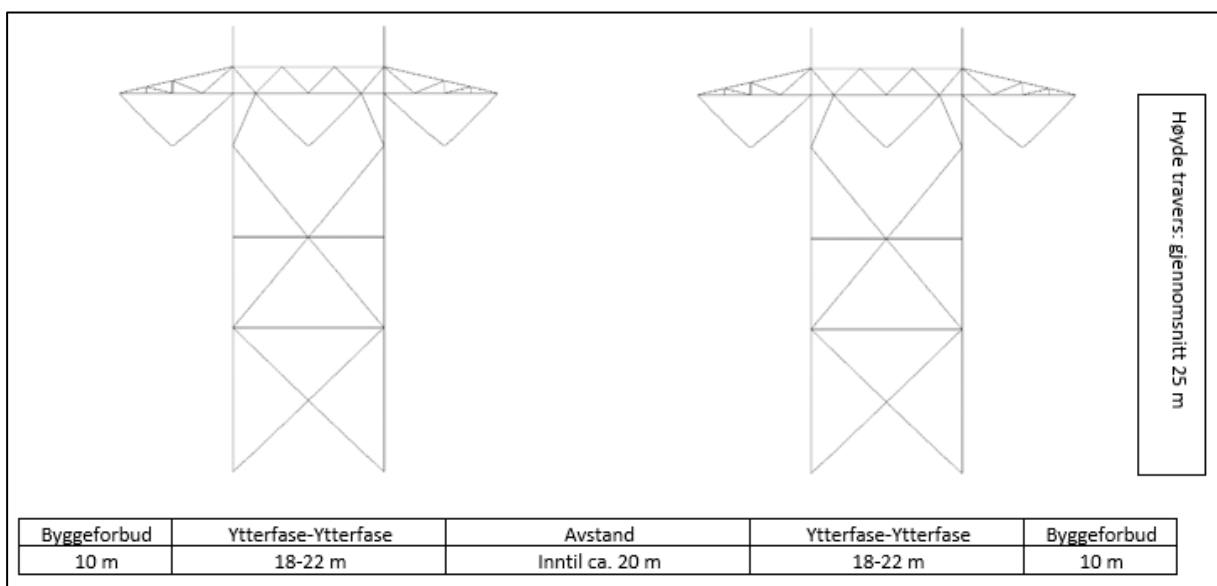 Høyde travers: gjennomsnitt 25 m
Byggeforbud Ytterfase-Ytterfase Avstand Ytterfase-Ytterfase Byggeforbud
10 m 18-22 m Inntil ca. 20 m 18-22 m 10 m